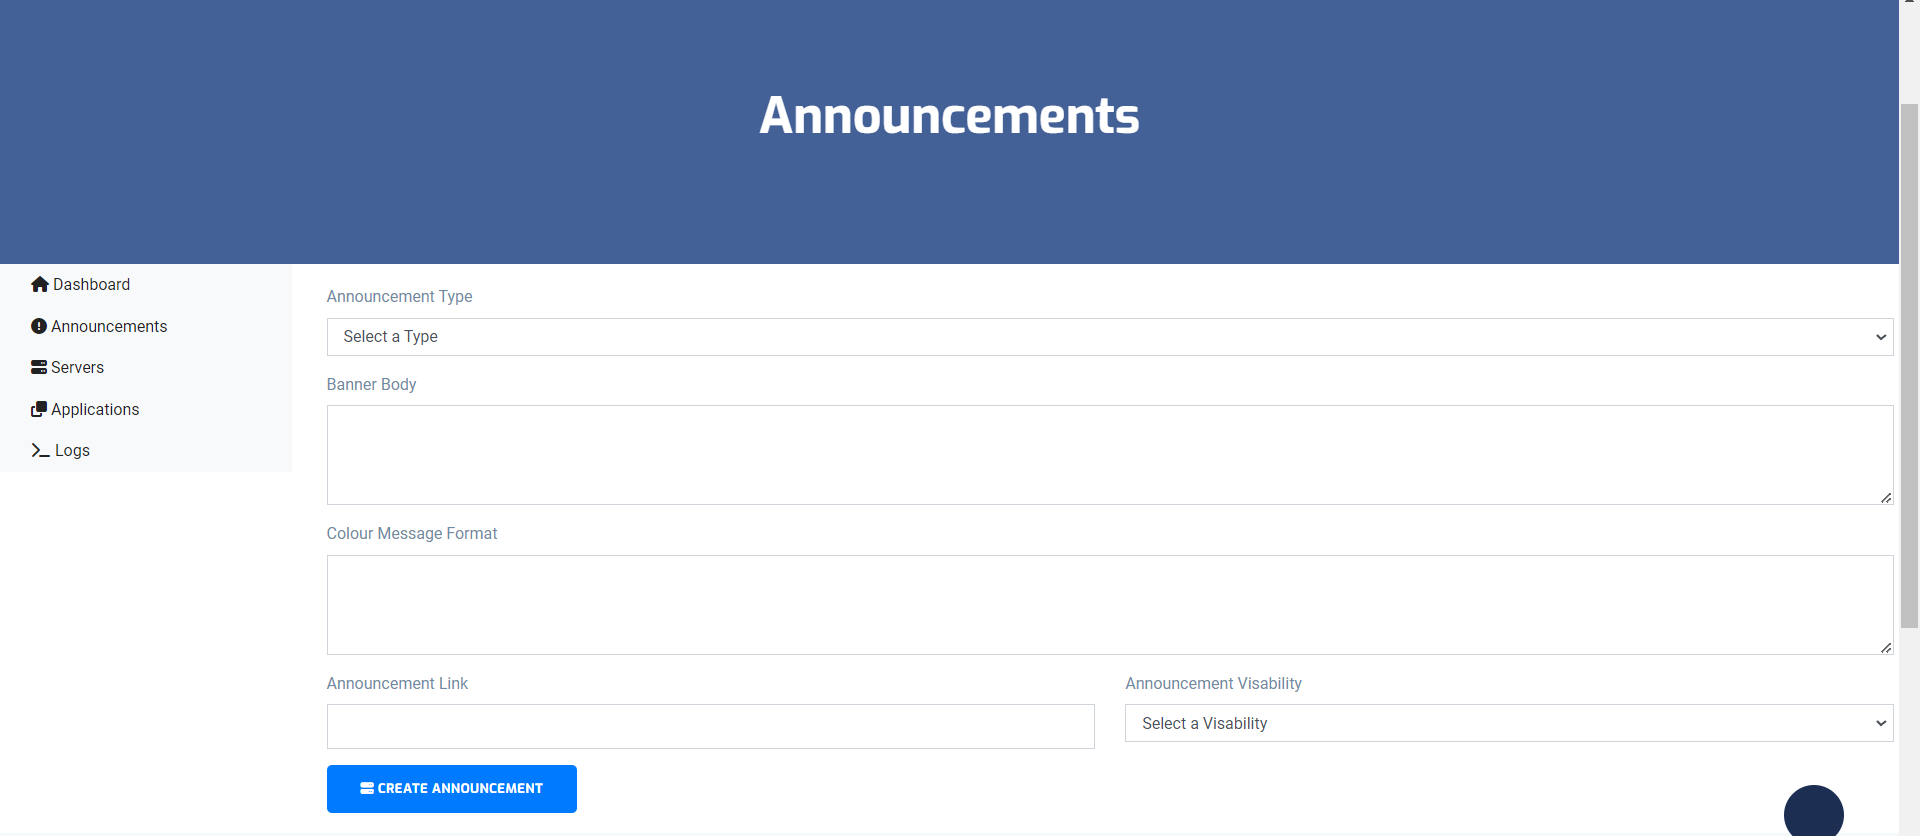 Announcements
Dashboard
Announcements
Servers
Applications
Logs
Announcement Type
Select a Type
Banner Body
Colour Message Format
Announcement Link
Announcement Visability
Select a Visability
CREATE ANNOUNCEMENT